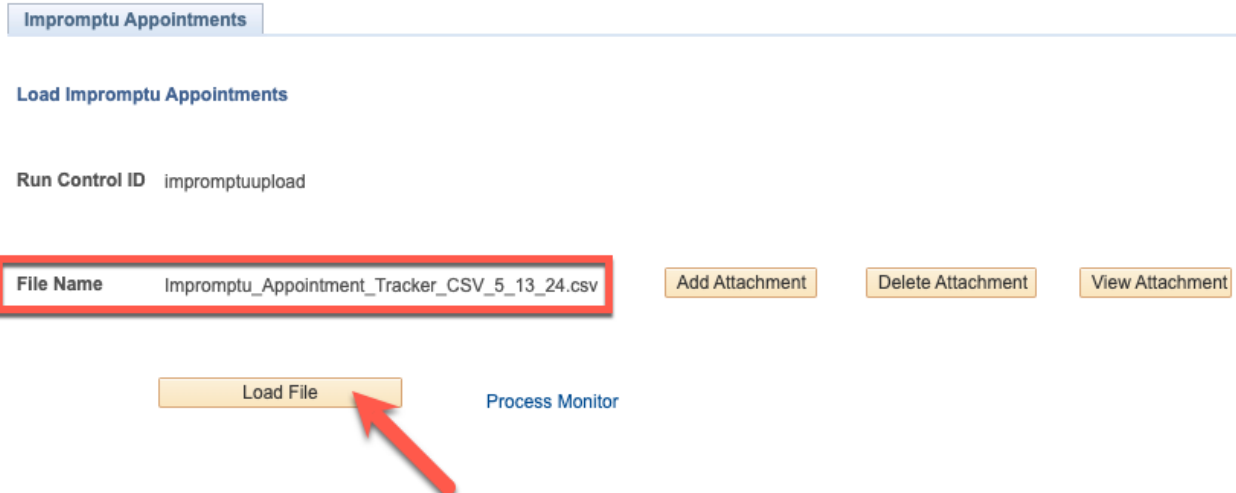 Impromptu Appointments
Load Impromptu Appointments
Run Control ID impromptuupload
File Name Impromptu_Appointment_Tracker_CSV_5_13_24.csv Add Attachment Delete Attachment View Attachment
Load File Process Monitor